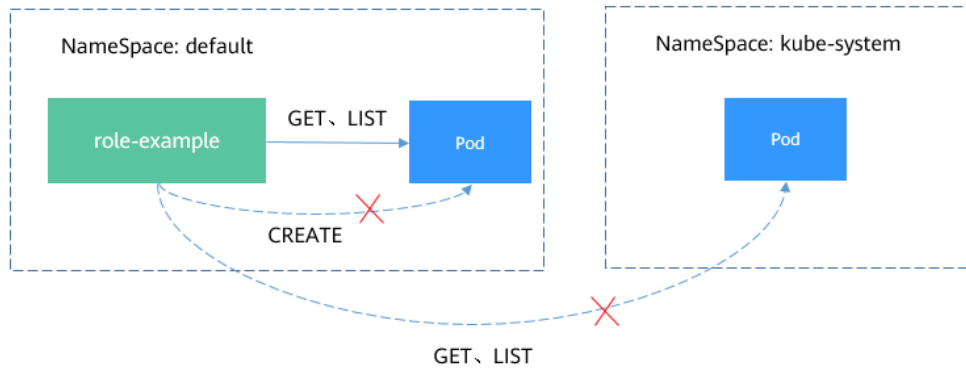 NameSpace: default
NameSpace: kube-system
role-example
GET、LIST
Pod
Pod
CREATE
GET、LIST